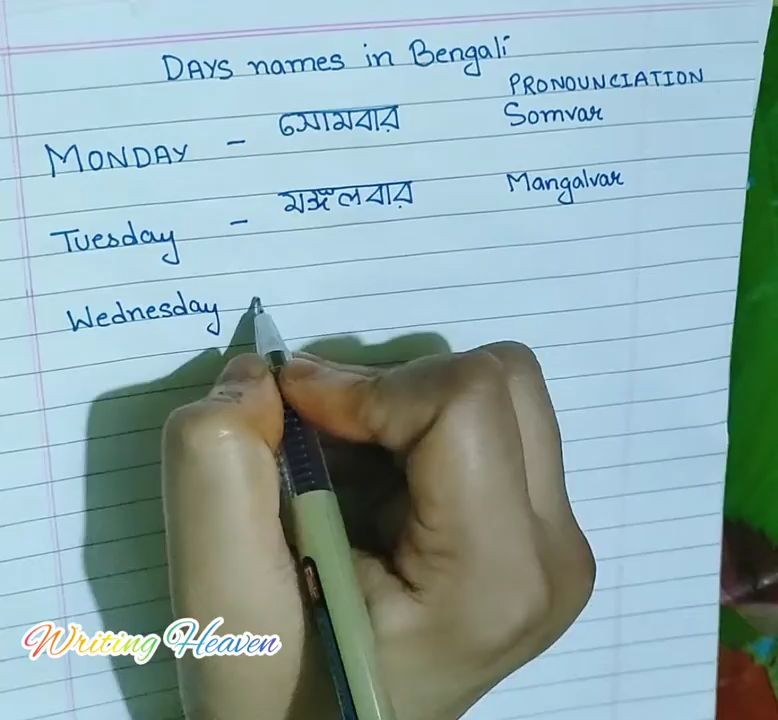 DAYS names in Bengali
PRONOUNCIATION
MONDAY - সোমবার Somvar
Tuesday - মঙ্গলবার Mangalvar
Wednesday
Writing Heaven